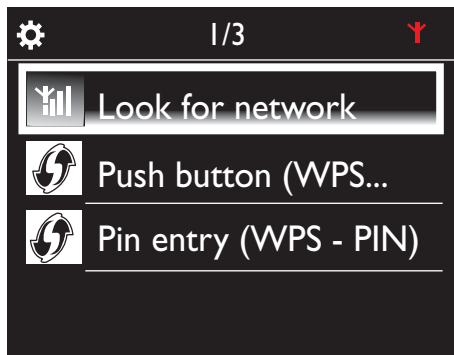 1/3
Look for network
Push button (WPS...
Pin entry (WPS - PIN)